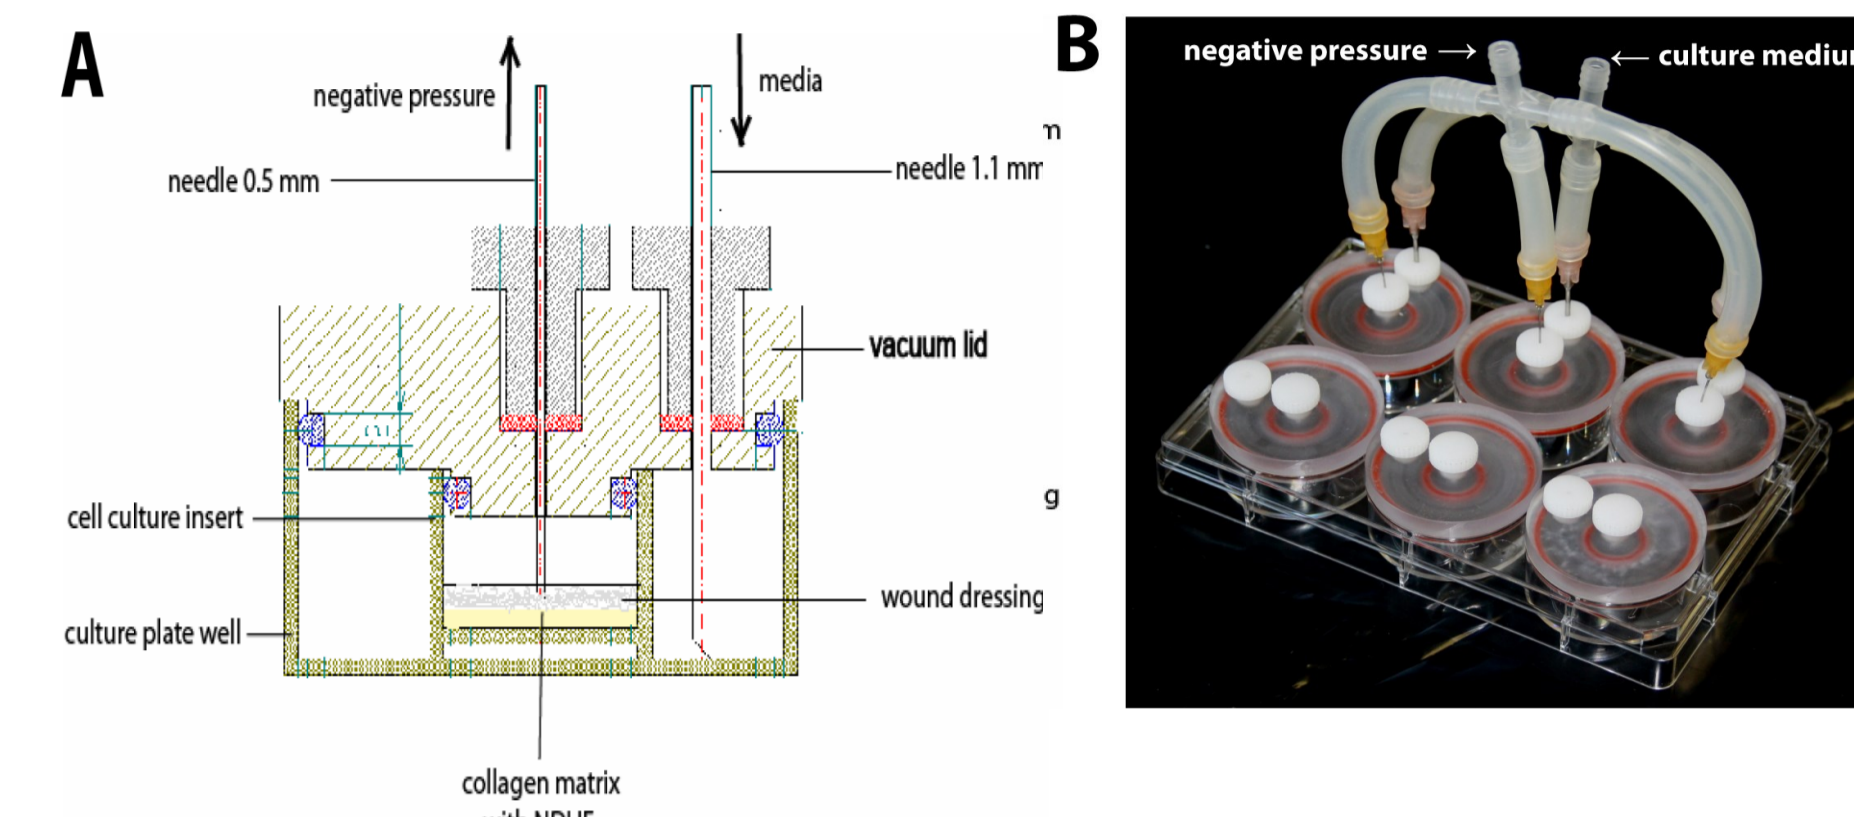 A
negative pressure
media
needle 0.5 mm
needle 1.1 mm
vacuum lid
cell culture insert
wound dressing
culture plate well
collagen matrix
m
g
B
negative pressure →
← culture